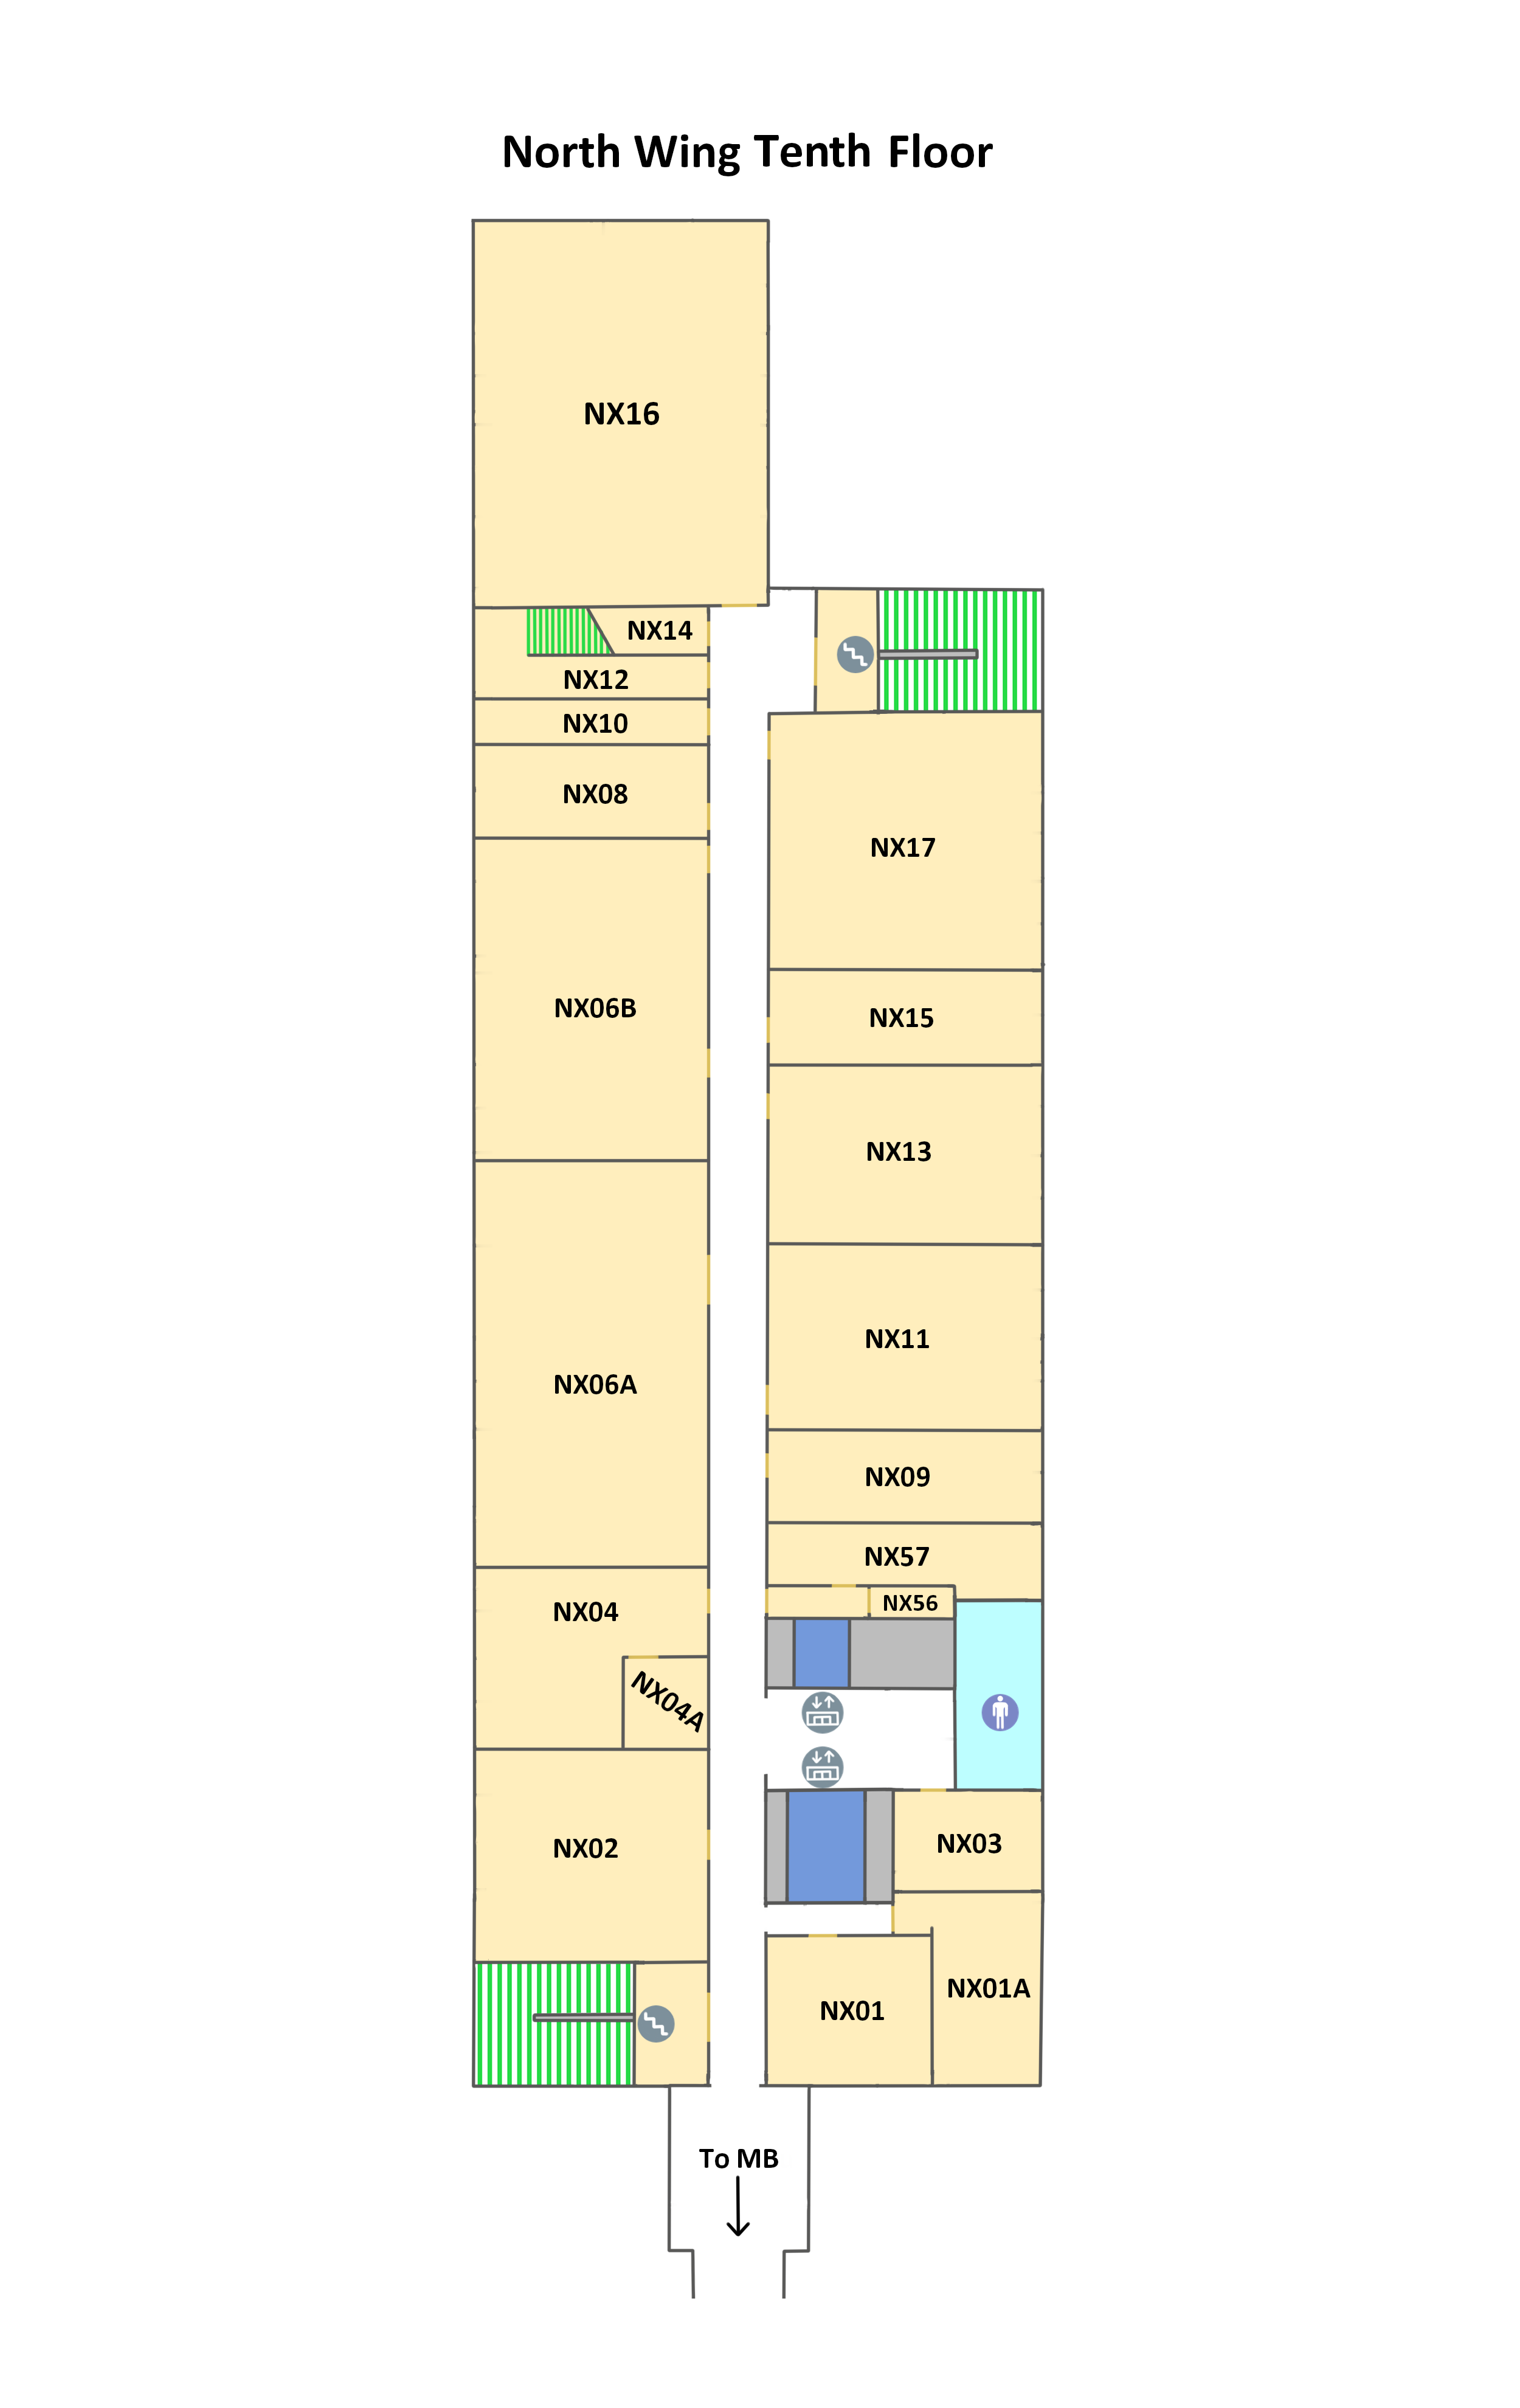 North Wing Tenth Floor
NX16
NX14
NX12
NX10
NX08
NX17
NX06B
NX15
NX13
NX11
NX06A
NX09
NX57
NX56
NX04
NX04A
NX03
NX02
NX01A
NX01
To MB